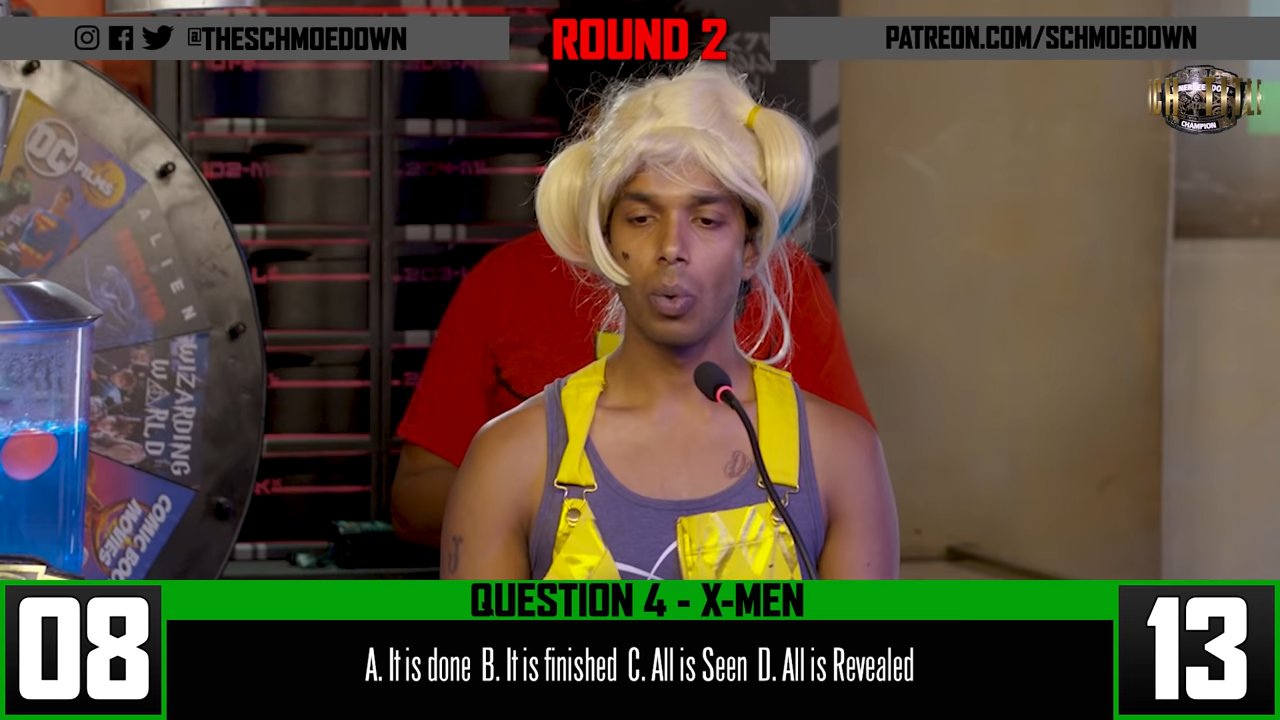 @THESCHMOEDOWN
ROUND 2
PATREON.COM/SCHMOEDOWN
CHAMPION
DC
FILMS
ALIEN
WIZARDING
WORLD
COMIC BOOK
MOVIES
QUESTION 4 - X-MEN
08
A. It is done B. It is finished C. All is Seen D. All is Revealed
13